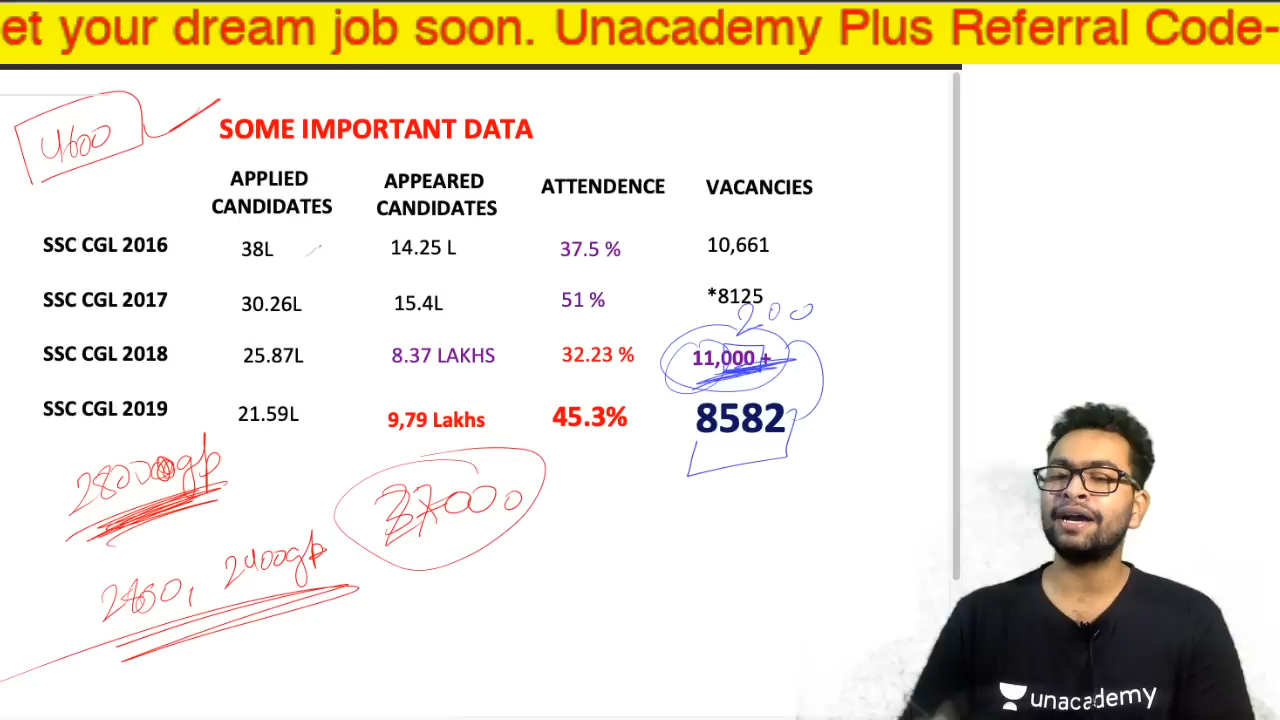 et your dream job soon. Unacademy Plus Referral Code-
4600
SOME IMPORTANT DATA
APPLIED CANDIDATES APPEARED CANDIDATES ATTENDENCE VACANCIES
SSC CGL 2016 38L 14.25 L 37.5 % 10,661
SSC CGL 2017 30.26L 15.4L 51 % *8125
200
SSC CGL 2018 25.87L 8.37 LAKHS 32.23 % 11,000 +
SSC CGL 2019 21.59L 9,79 Lakhs 45.3% 8582
37000
2400gp
unacademy